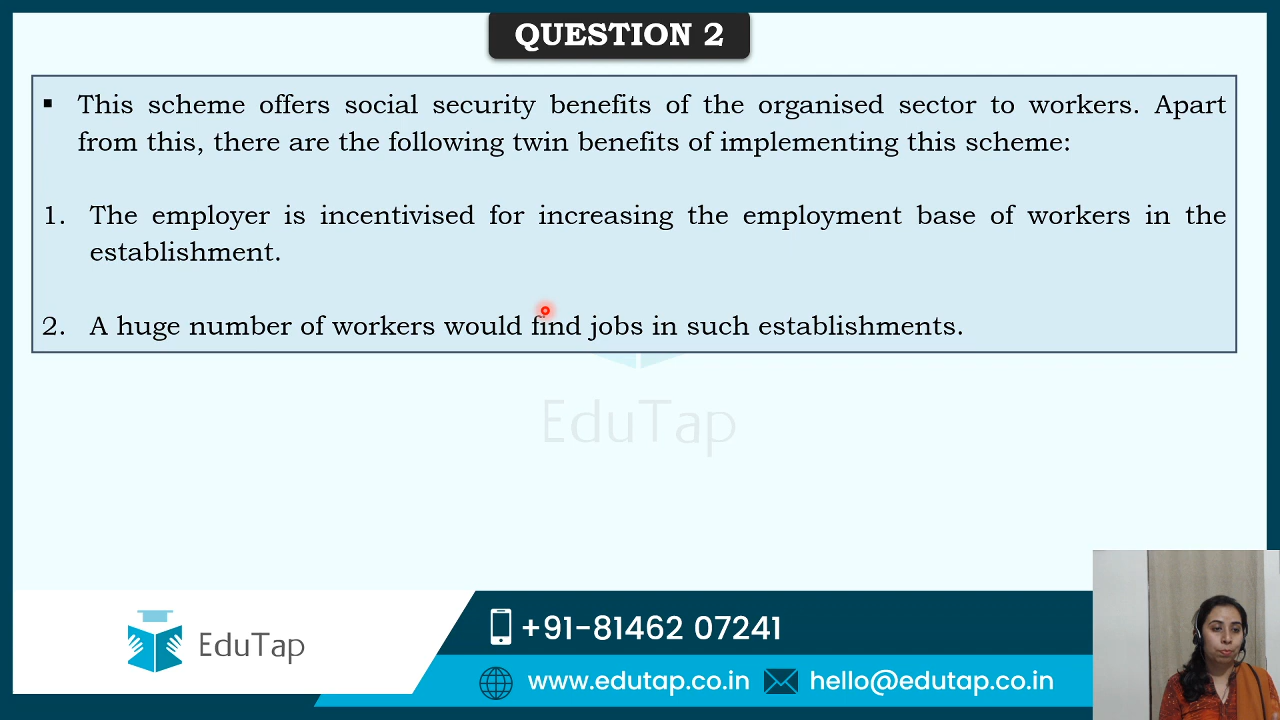 QUESTION 2
▪ This scheme offers social security benefits of the organised sector to workers. Apart
from this, there are the following twin benefits of implementing this scheme:
1. The employer is incentivised for increasing the employment base of workers in the
establishment.
2. A huge number of workers would find jobs in such establishments.
EduTap
EduTap
+91-81462 07241
www.edutap.co.in hello@edutap.co.in